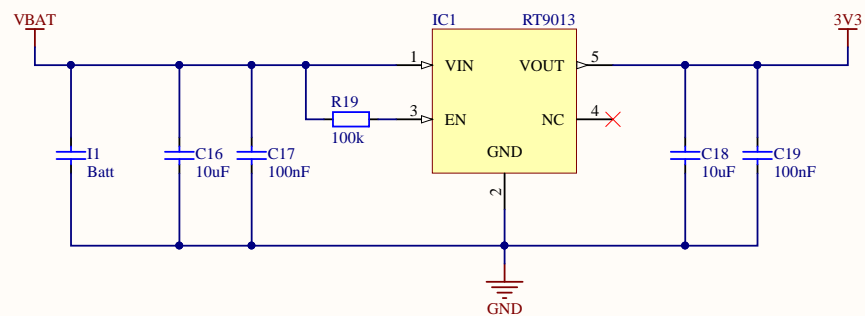 VBAT
IC1
RT9013
3V3
1
VIN
VOUT
5
R19
100k
3
EN
NC
4
GND
2
I1
Batt
C16
10uF
C17
100nF
C18
10uF
C19
100nF
GND